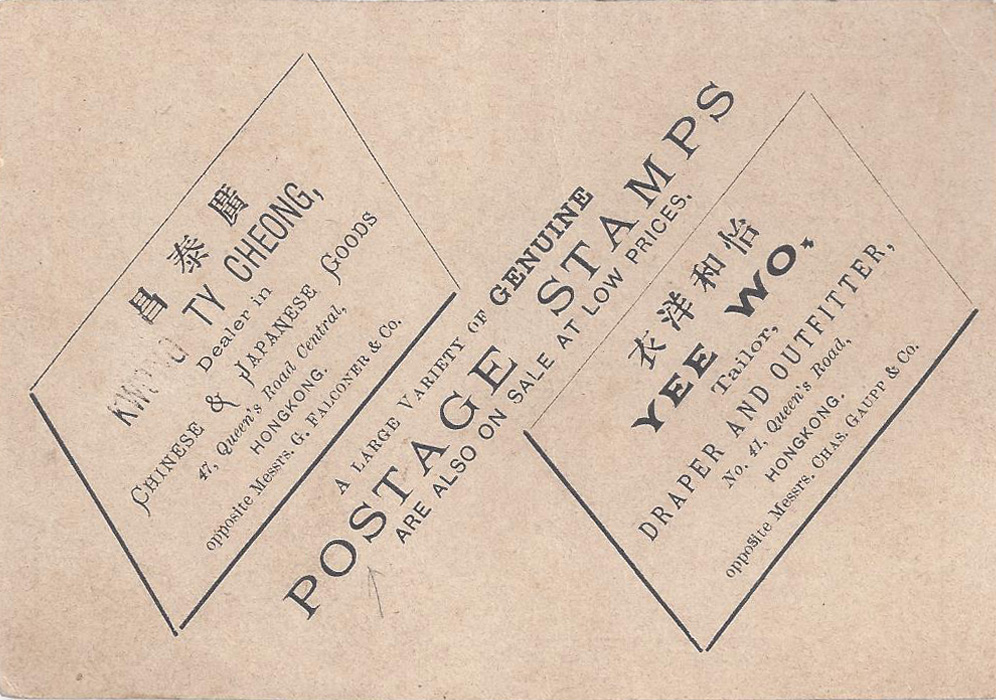 廣泰昌
KWONG TY CHEONG,
Dealer in
CHINESE & JAPANESE GOODS
47, Queen's Road Central,
HONGKONG.
opposite Messrs. G. FALCONER & Co.
A LARGE VARIETY OF GENUINE
POSTAGE STAMPS
ARE ALSO ON SALE AT LOW PRICES.
怡和洋衣
YEE WO,
Tailor,
DRAPER AND OUTFITTER,
No. 41, Queen's Road,
HONGKONG.
opposite Messrs. CHAS. GAUPP & Co.